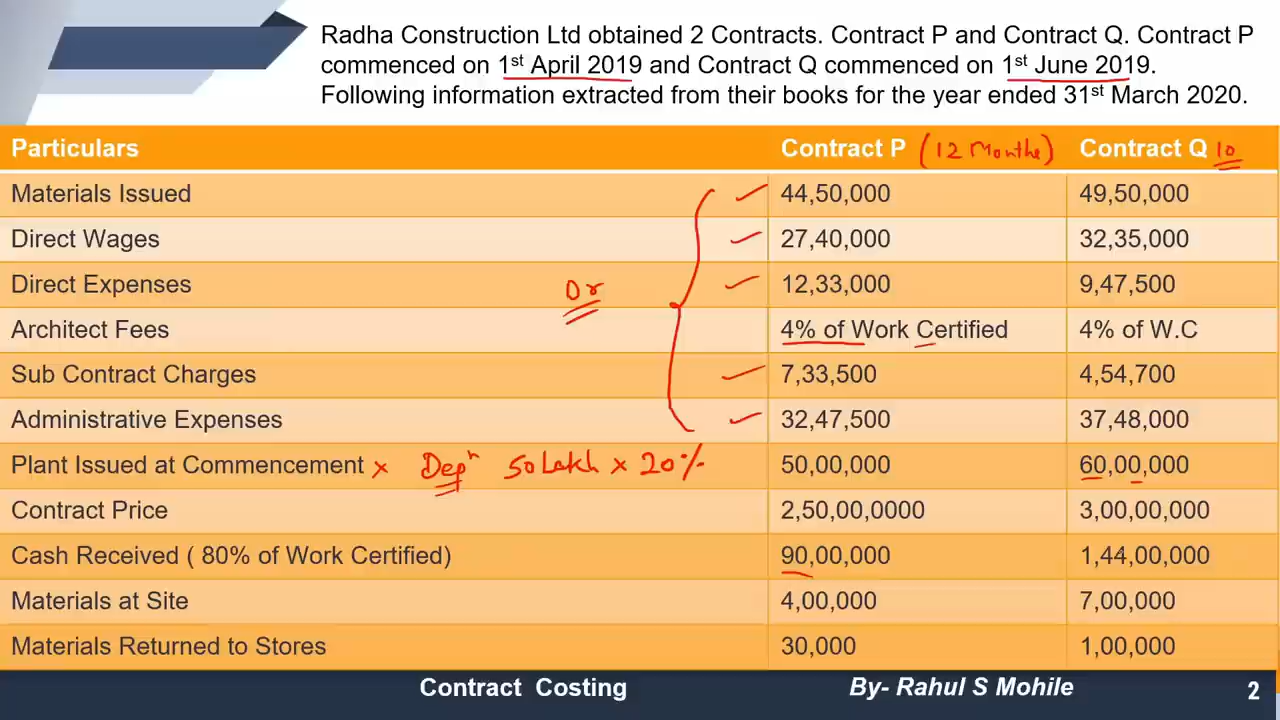 Radha Construction Ltd obtained 2 Contracts. Contract P and Contract Q. Contract P
commenced on 1st April 2019 and Contract Q commenced on 1st June 2019.
Following information extracted from their books for the year ended 31st March 2020.
Particulars Contract P (12 Months) Contract Q 10
Materials Issued 44,50,000 49,50,000
Direct Wages 27,40,000 32,35,000
Direct Expenses Dr 12,33,000 9,47,500
Architect Fees 4% of Work Certified 4% of W.C
Sub Contract Charges 7,33,500 4,54,700
Administrative Expenses 32,47,500 37,48,000
Plant Issued at Commencement x Depn 50 Lakh x 20% 50,00,000 60,00,000
Contract Price 2,50,00,0000 3,00,00,000
Cash Received ( 80% of Work Certified) 90,00,000 1,44,00,000
Materials at Site 4,00,000 7,00,000
Materials Returned to Stores 30,000 1,00,000
Contract Costing By- Rahul S Mohile 2